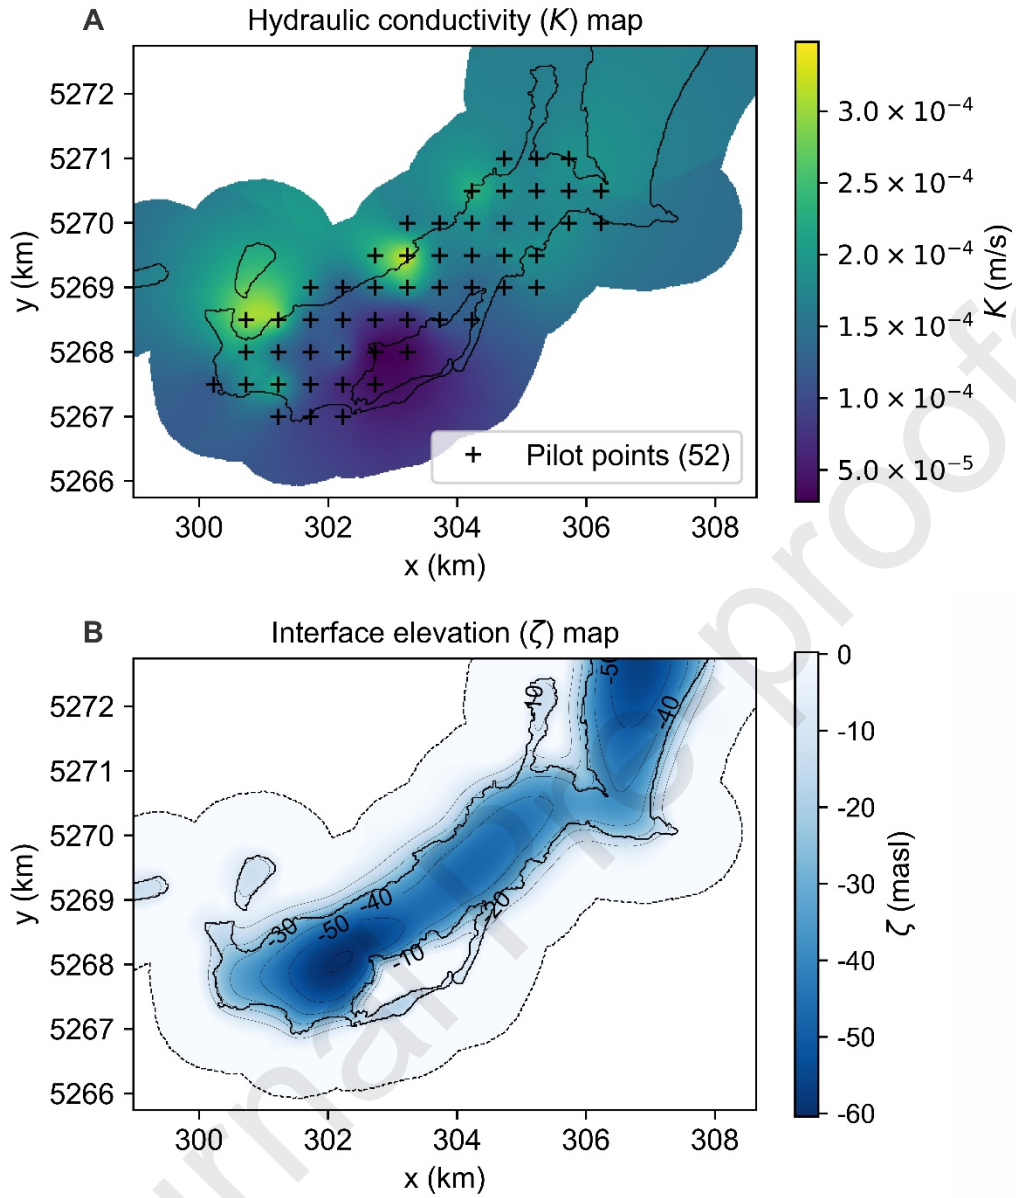 A
Hydraulic conductivity (K) map
5272
5271
5270
5269
5268
5267
5266
y (km)
300 302 304 306 308
x (km)
Pilot points (52)
3.0 × 10⁻⁴
2.5 × 10⁻⁴
2.0 × 10⁻⁴
1.5 × 10⁻⁴
1.0 × 10⁻⁴
5.0 × 10⁻⁵
K (m/s)
B
Interface elevation (ζ) map
5272
5271
5270
5269
5268
5267
5266
y (km)
-50
-10
-40
-40
-50
-30
-20
-10
300 302 304 306 308
x (km)
0
-10
-20
-30
-40
-50
-60
ζ (masl)
urnal Pre-proofs